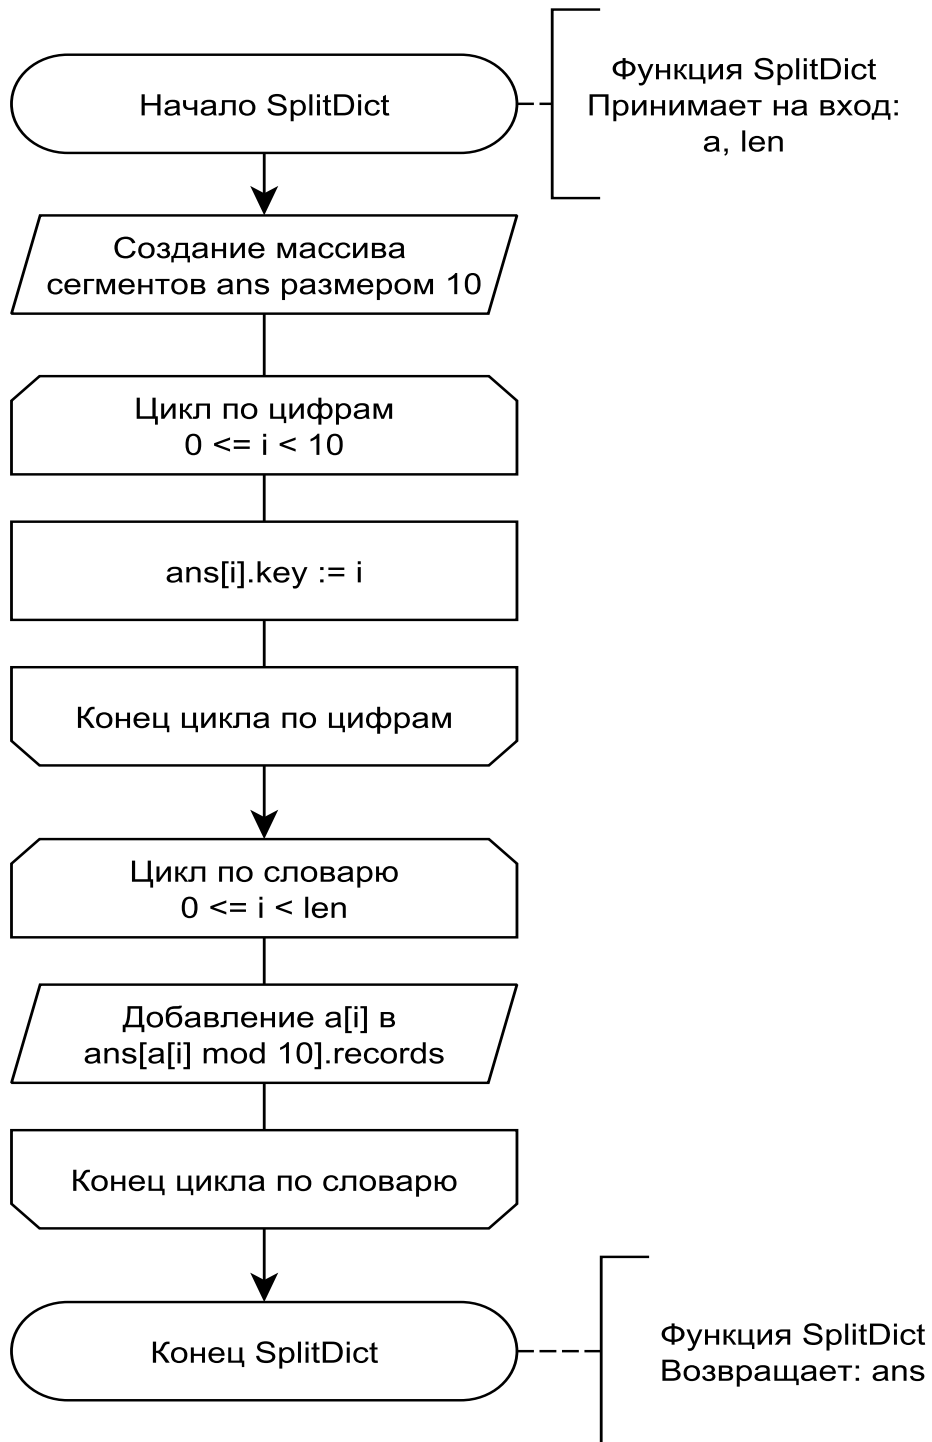 Начало SplitDict
Функция SplitDict
Принимает на вход:
a, len
Создание массива
сегментов ans размером 10
Цикл по цифрам
0 <= i < 10
ans[i].key := i
Конец цикла по цифрам
Цикл по словарю
0 <= i < len
Добавление a[i] в
ans[a[i] mod 10].records
Конец цикла по словарю
Конец SplitDict
Функция SplitDict
Возвращает: ans